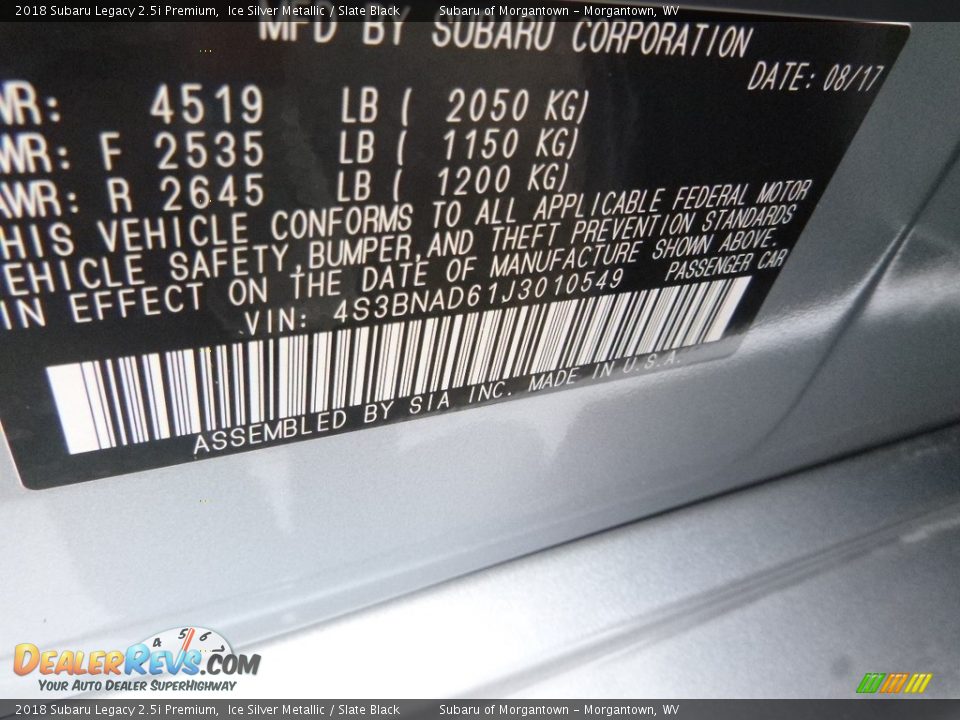 2018 Subaru Legacy 2.5i Premium,  Ice Silver Metallic / Slate Black          Subaru of Morgantown - Morgantown, WV
MFD BY SUBARU CORPORATION
DATE: 08/17
WR: 4519 LB ( 2050 KG)
WR: F 2535 LB ( 1150 KG)
AWR: R 2645 LB ( 1200 KG)
HIS VEHICLE CONFORMS TO ALL APPLICABLE FEDERAL MOTOR
EHICLE SAFETY,BUMPER,AND THEFT PREVENTION STANDARDS
IN EFFECT ON THE DATE OF MANUFACTURE SHOWN ABOVE.
VIN: 4S3BNAD61J3010549 PASSENGER CAR
ASSEMBLED BY SIA INC. MADE IN U.S.A.
4 5 6
DEALERREVS.COM
YOUR AUTO DEALER SUPERHIGHWAY
2018 Subaru Legacy 2.5i Premium,  Ice Silver Metallic / Slate Black          Subaru of Morgantown - Morgantown, WV